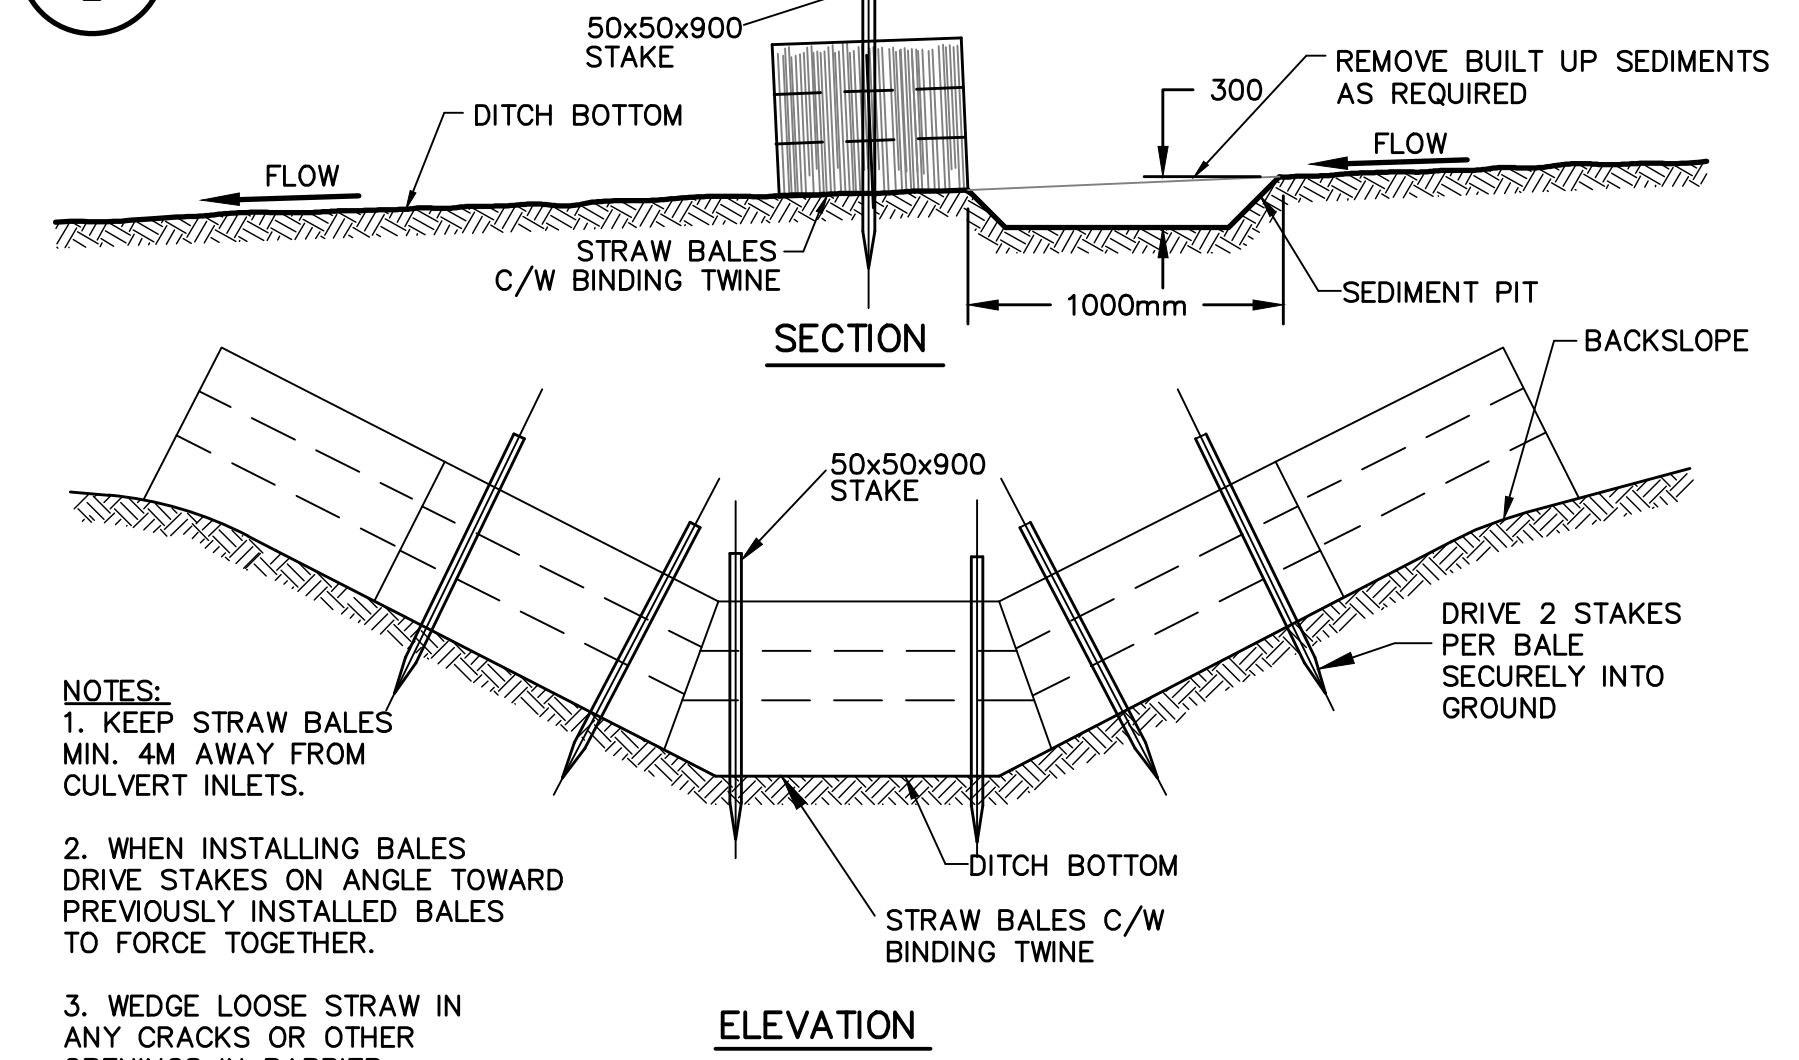 50x50x900
STAKE
REMOVE BUILT UP SEDIMENTS
AS REQUIRED
300
DITCH BOTTOM
FLOW
FLOW
STRAW BALES
C/W BINDING TWINE
1000mm
SEDIMENT PIT
SECTION
BACKSLOPE
50x50x900
STAKE
DRIVE 2 STAKES
PER BALE
SECURELY INTO
GROUND
NOTES:
1. KEEP STRAW BALES
MIN. 4M AWAY FROM
CULVERT INLETS.
2. WHEN INSTALLING BALES
DRIVE STAKES ON ANGLE TOWARD
PREVIOUSLY INSTALLED BALES
TO FORCE TOGETHER.
3. WEDGE LOOSE STRAW IN
ANY CRACKS OR OTHER
DITCH BOTTOM
STRAW BALES C/W
BINDING TWINE
ELEVATION